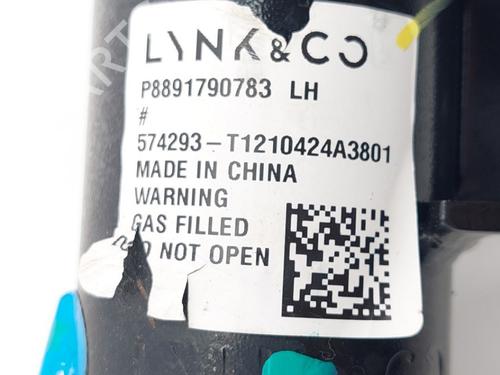 LYNK & CO
P8891790783 LH
#
574293-T1210424A3801
MADE IN CHINA
WARNING
GAS FILLED
DO NOT OPEN